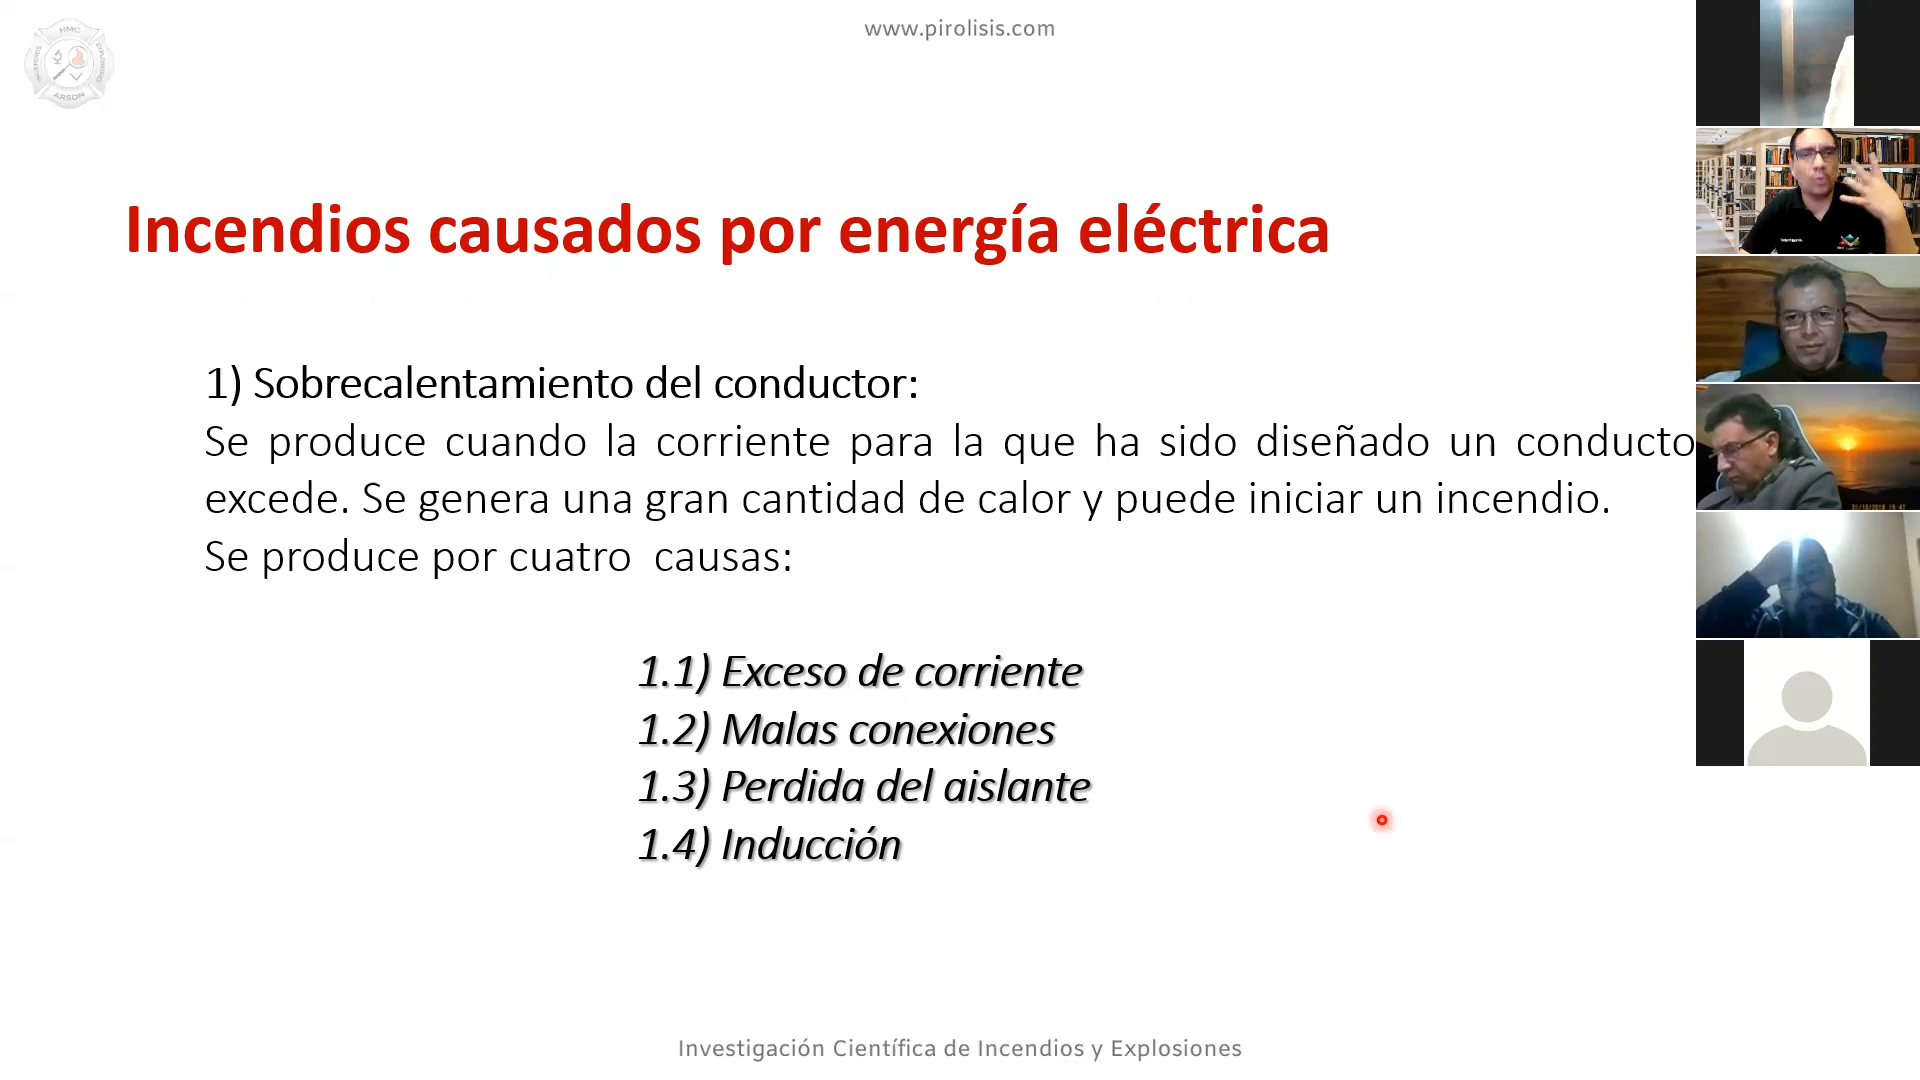 www.pirolisis.com
HMC
ARSON
Incendios causados por energía eléctrica
1) Sobrecalentamiento del conductor:
Se produce cuando la corriente para la que ha sido diseñado un conducto
excede. Se genera una gran cantidad de calor y puede iniciar un incendio.
Se produce por cuatro causas:
1.1) Exceso de corriente
1.2) Malas conexiones
1.3) Perdida del aislante
1.4) Inducción
Investigación Científica de Incendios y Explosiones